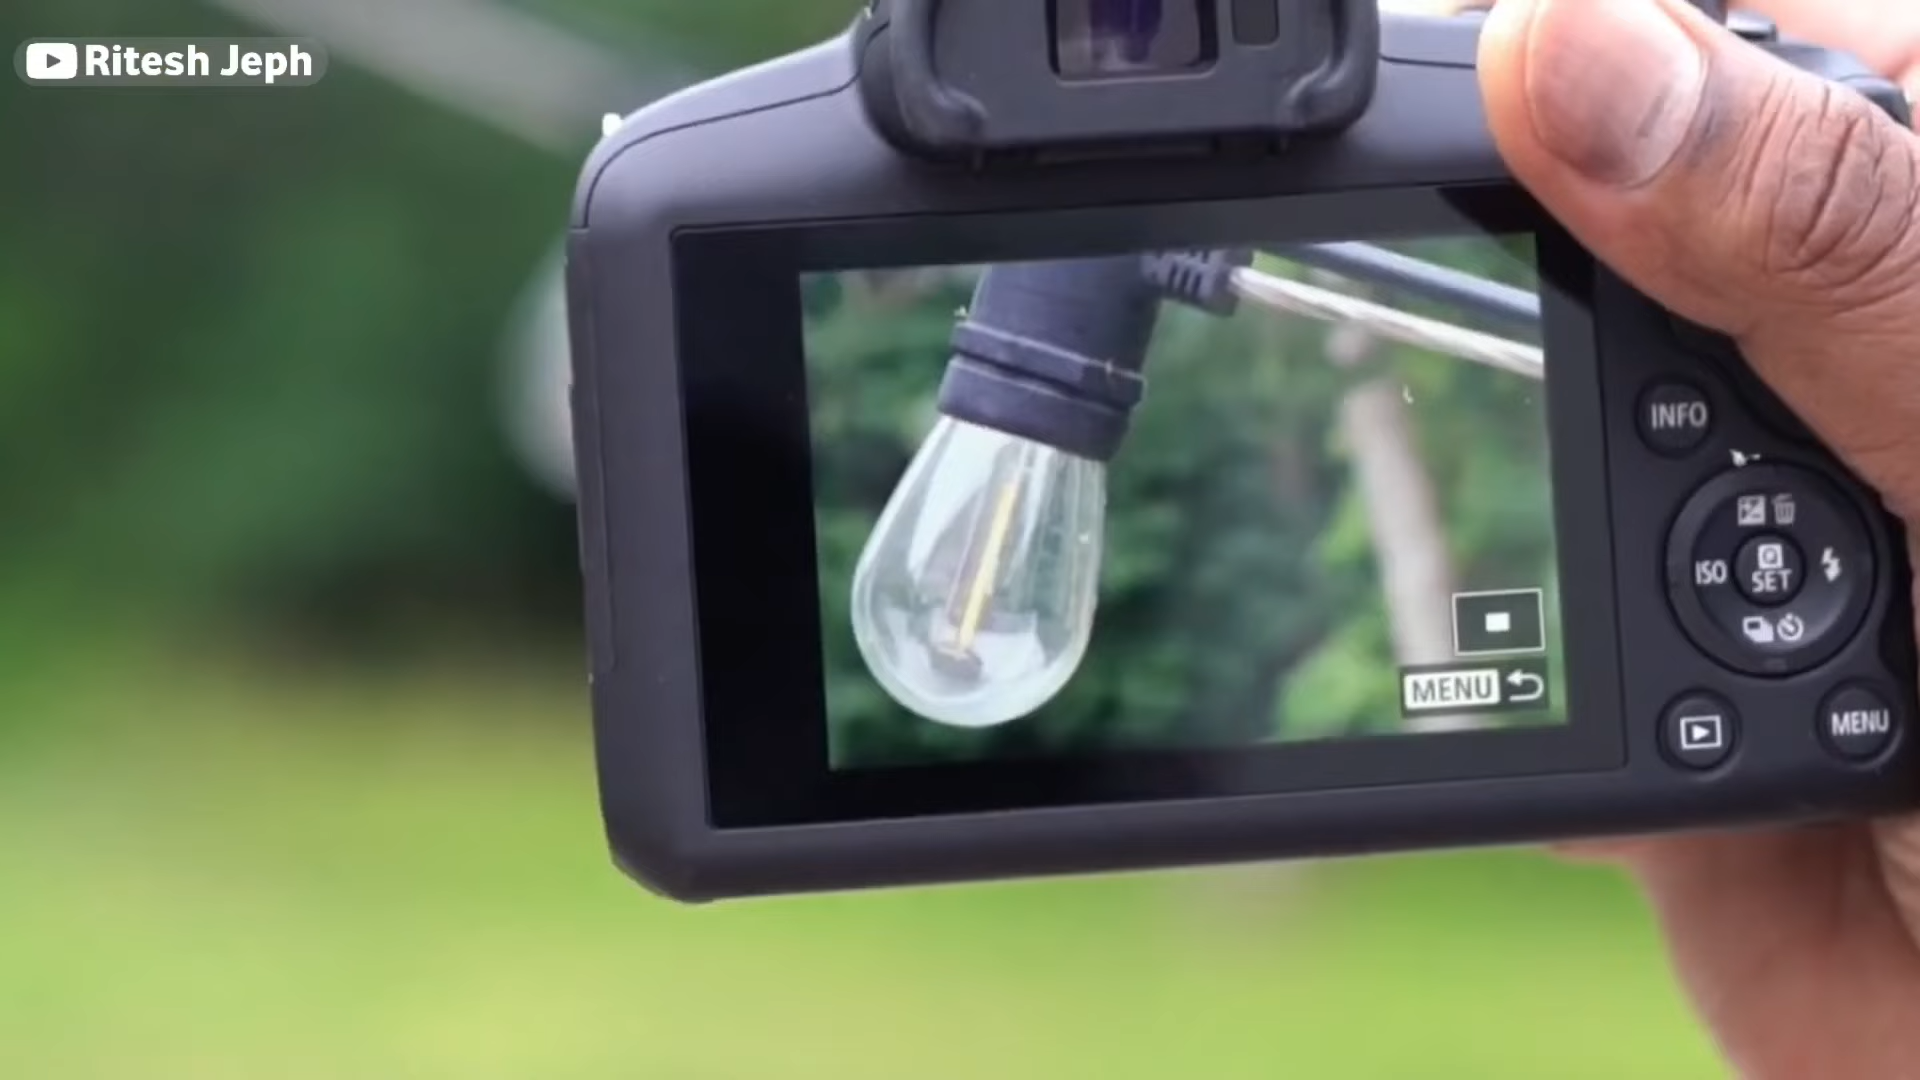 Ritesh Jeph
INFO
ISO
SET
MENU
MENU